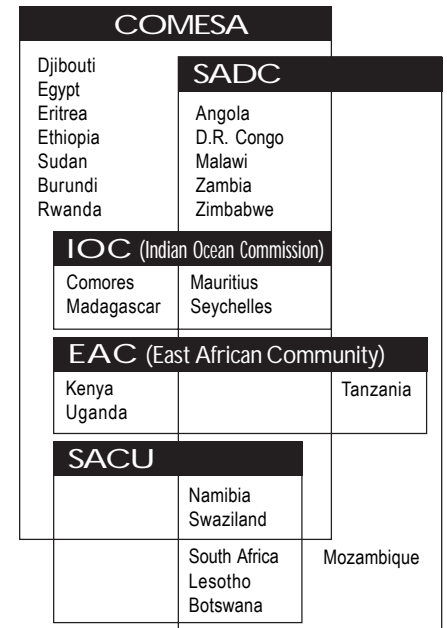 COMESA
Djibouti
Egypt
Eritrea
Ethiopia
Sudan
Burundi
Rwanda
SADC
Angola
D.R. Congo
Malawi
Zambia
Zimbabwe
IOC (Indian Ocean Commission)
Comores
Madagascar
Mauritius
Seychelles
EAC (East African Community)
Kenya
Uganda
Tanzania
SACU
Namibia
Swaziland
South Africa
Lesotho
Botswana
Mozambique